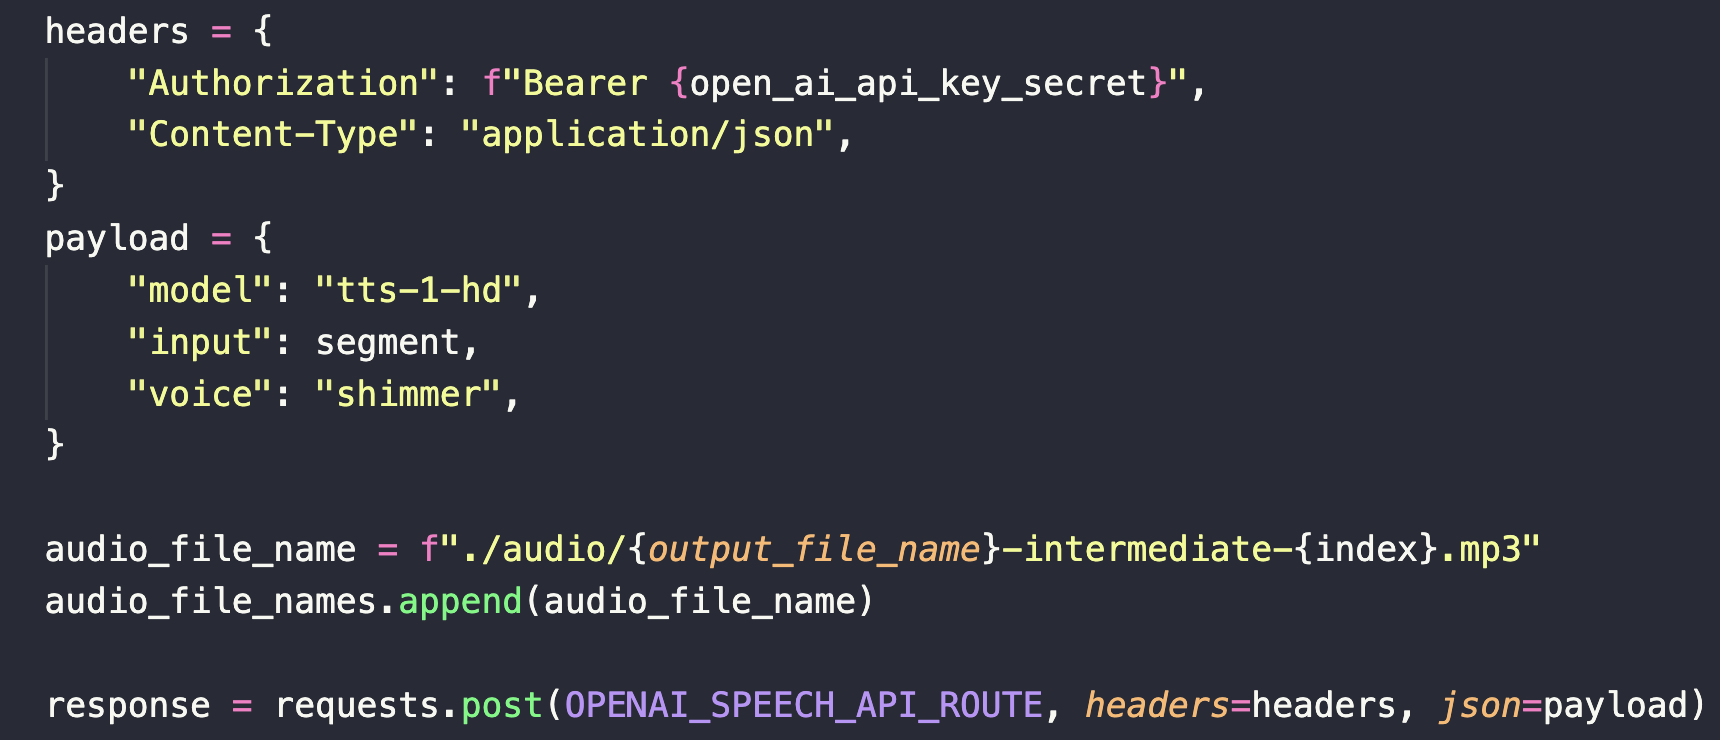 headers = {
    "Authorization": f"Bearer {open_ai_api_key_secret}",
    "Content-Type": "application/json",
}
payload = {
    "model": "tts-1-hd",
    "input": segment,
    "voice": "shimmer",
}
audio_file_name = f"./audio/{output_file_name}-intermediate-{index}.mp3"
audio_file_names.append(audio_file_name)
response = requests.post(OPENAI_SPEECH_API_ROUTE, headers=headers, json=payload)